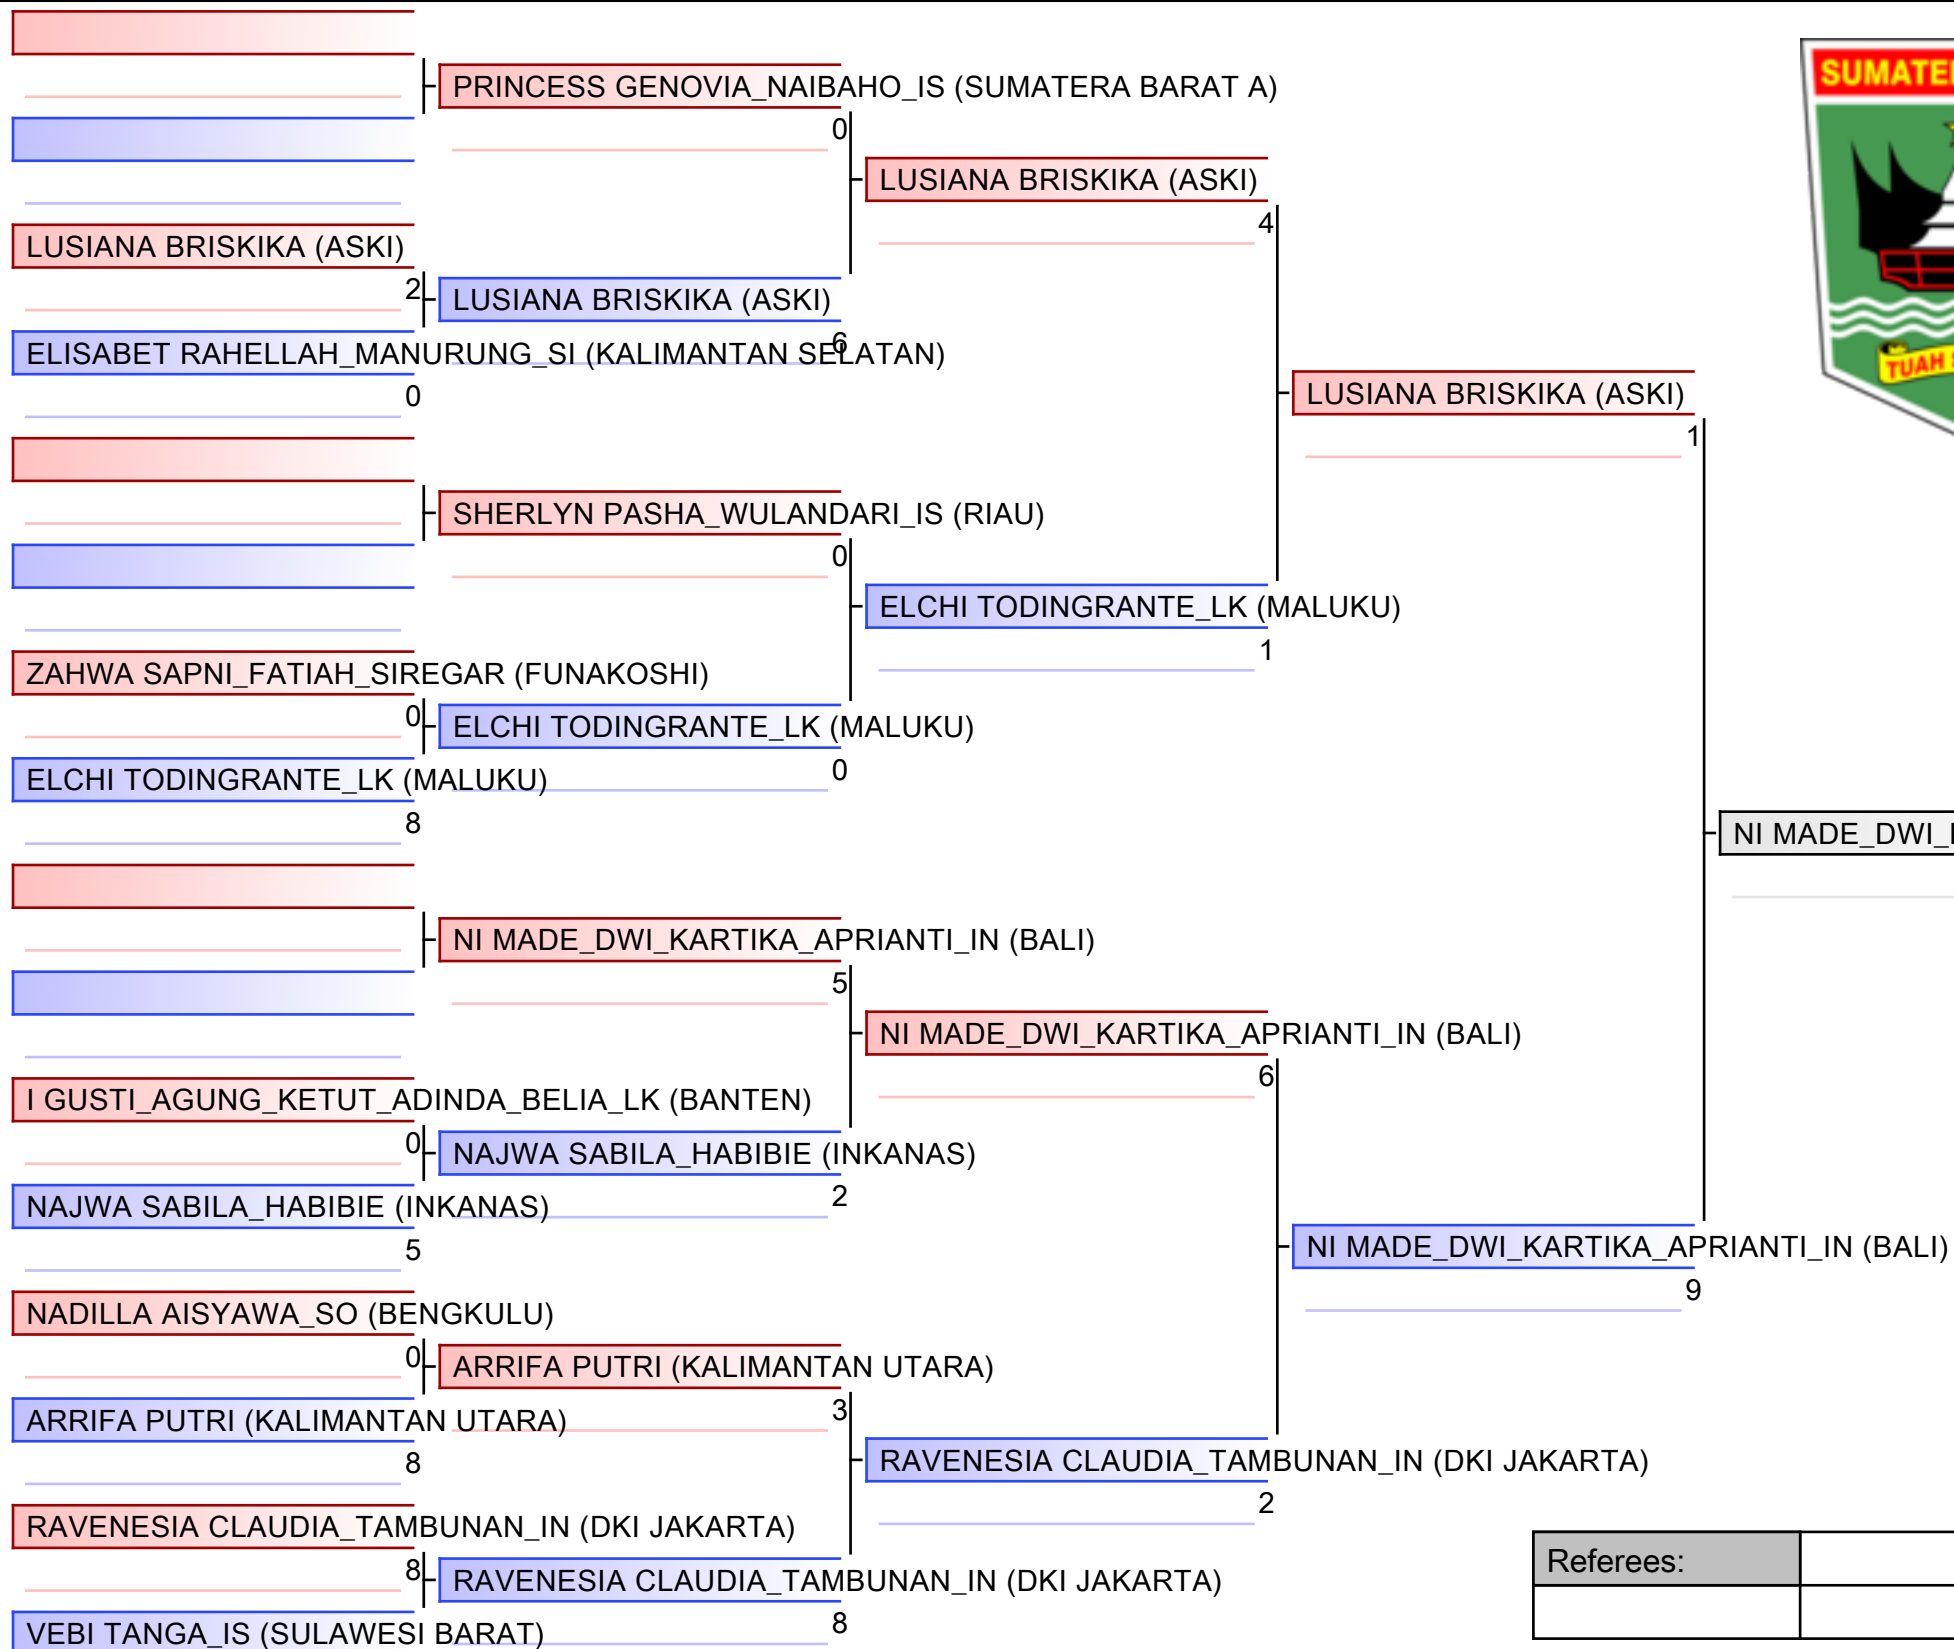 PRINCESS GENOVIA_NAIBAHO_IS (SUMATERA BARAT A)
0
LUSIANA BRISKIKA (ASKI)
4
LUSIANA BRISKIKA (ASKI)
2
LUSIANA BRISKIKA (ASKI)
6
ELISABET RAHELLAH_MANURUNG_SI (KALIMANTAN SELATAN)
0
LUSIANA BRISKIKA (ASKI)
1
SHERLYN PASHA_WULANDARI_IS (RIAU)
0
ELCHI TODINGRANTE_LK (MALUKU)
1
ZAHWA SAPNI_FATIAH_SIREGAR (FUNAKOSHI)
0
ELCHI TODINGRANTE_LK (MALUKU)
0
ELCHI TODINGRANTE_LK (MALUKU)
8
NI MADE_DWI_
NI MADE_DWI_KARTIKA_APRIANTI_IN (BALI)
5
NI MADE_DWI_KARTIKA_APRIANTI_IN (BALI)
6
I GUSTI_AGUNG_KETUT_ADINDA_BELIA_LK (BANTEN)
0
NAJWA SABILA_HABIBIE (INKANAS)
2
NAJWA SABILA_HABIBIE (INKANAS)
5
NI MADE_DWI_KARTIKA_APRIANTI_IN (BALI)
9
NADILLA AISYAWA_SO (BENGKULU)
0
ARRIFA PUTRI (KALIMANTAN UTARA)
3
ARRIFA PUTRI (KALIMANTAN UTARA)
8
RAVENESIA CLAUDIA_TAMBUNAN_IN (DKI JAKARTA)
2
RAVENESIA CLAUDIA_TAMBUNAN_IN (DKI JAKARTA)
8
RAVENESIA CLAUDIA_TAMBUNAN_IN (DKI JAKARTA)
8
VEBI TANGA_IS (SULAWESI BARAT)
Referees:
TUAH